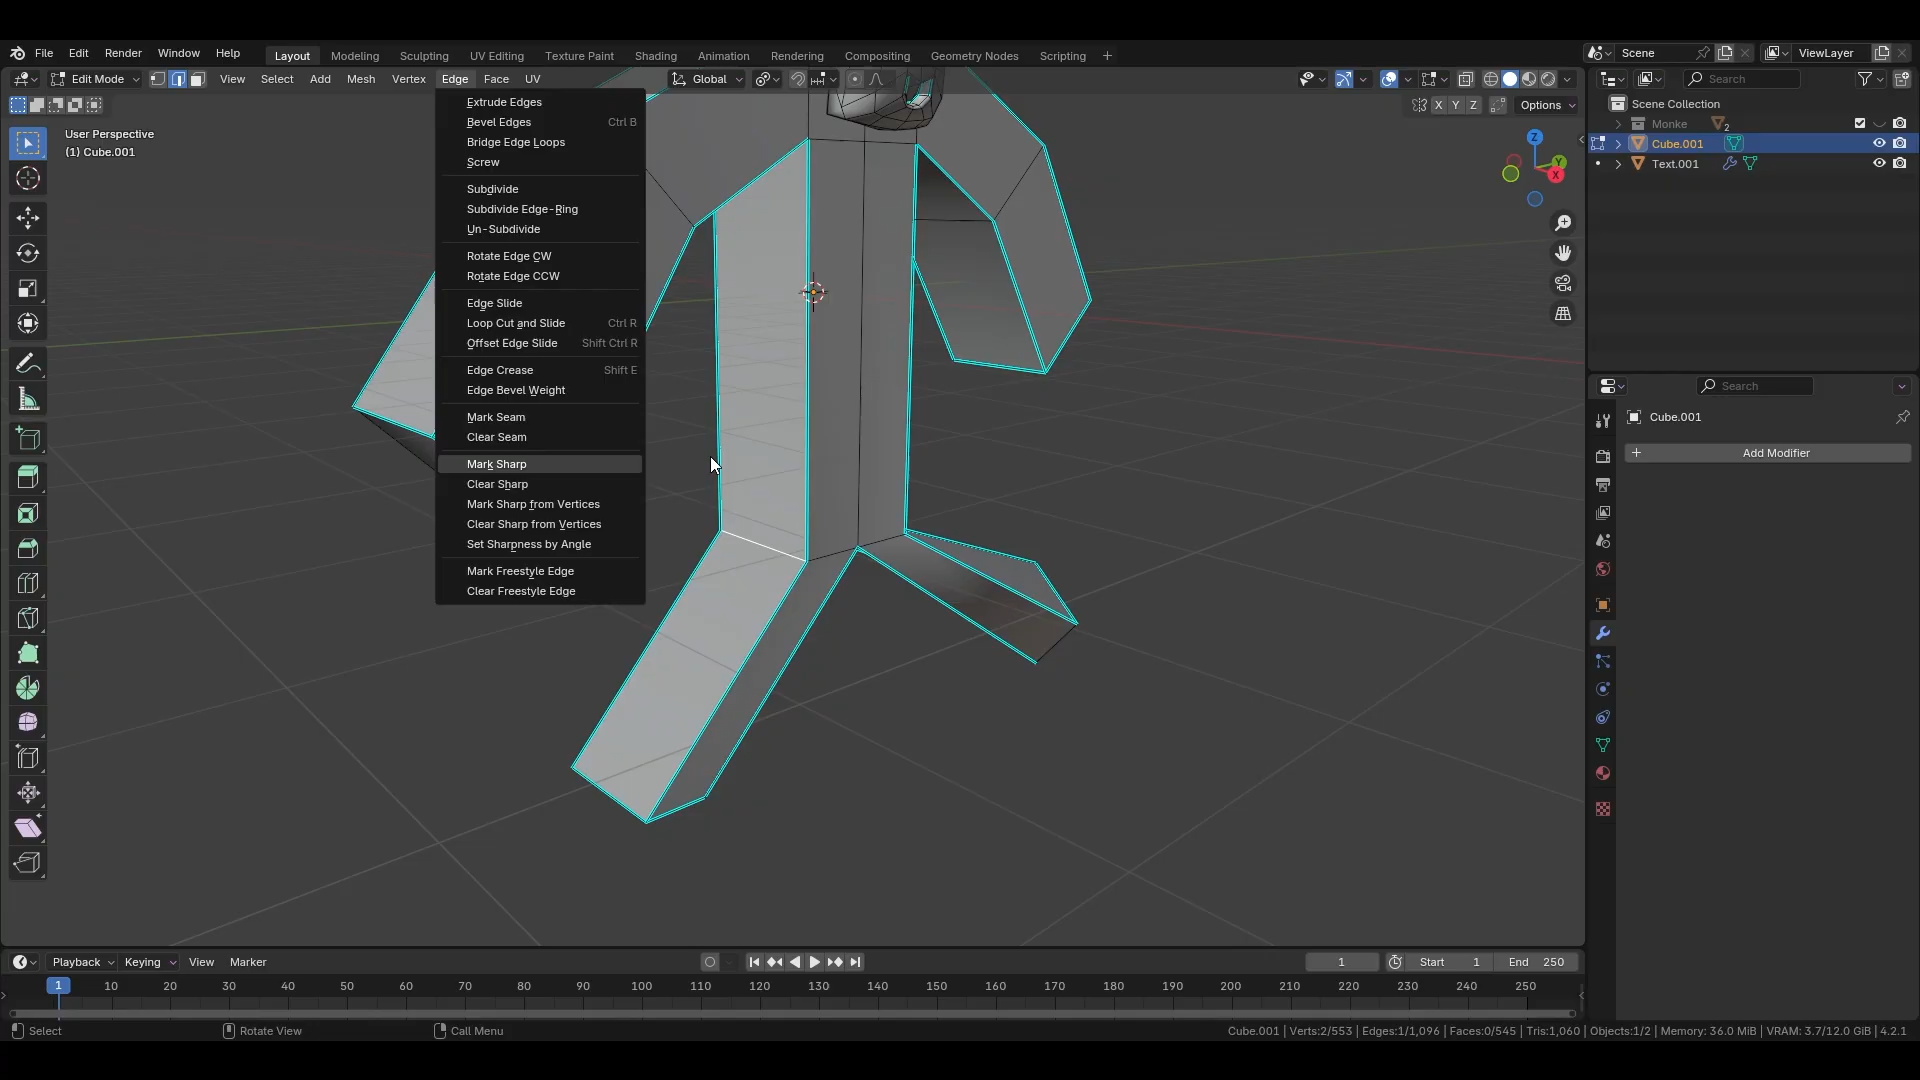 File Edit Render Window Help Layout Modeling Sculpting UV Editing Texture Paint Shading Animation Rendering Compositing Geometry Nodes Scripting + Scene ViewLayer
Edit Mode View Select Add Mesh Vertex Edge Face UV Global Search
X Y Z Options
User Perspective
(1) Cube.001
Extrude Edges
Bevel Edges Ctrl B
Bridge Edge Loops
Screw
Subdivide
Subdivide Edge-Ring
Un-Subdivide
Rotate Edge CW
Rotate Edge CCW
Edge Slide
Loop Cut and Slide Ctrl R
Offset Edge Slide Shift Ctrl R
Edge Crease Shift E
Edge Bevel Weight
Mark Seam
Clear Seam
Mark Sharp
Clear Sharp
Mark Sharp from Vertices
Clear Sharp from Vertices
Set Sharpness by Angle
Mark Freestyle Edge
Clear Freestyle Edge
Z
Y
X
Scene Collection
Monke 2
Cube.001
Text.001
Search
Cube.001
+ Add Modifier
Playback Keying View Marker 1 Start 1 End 250
1 10 20 30 40 50 60 70 80 90 100 110 120 130 140 150 160 170 180 190 200 210 220 230 240 250
Select Rotate View Call Menu Cube.001 | Verts:2/553 | Edges:1/1,096 | Faces:0/545 | Tris:1,060 | Objects:1/2 | Memory: 36.0 MiB | VRAM: 3.7/12.0 GiB | 4.2.1